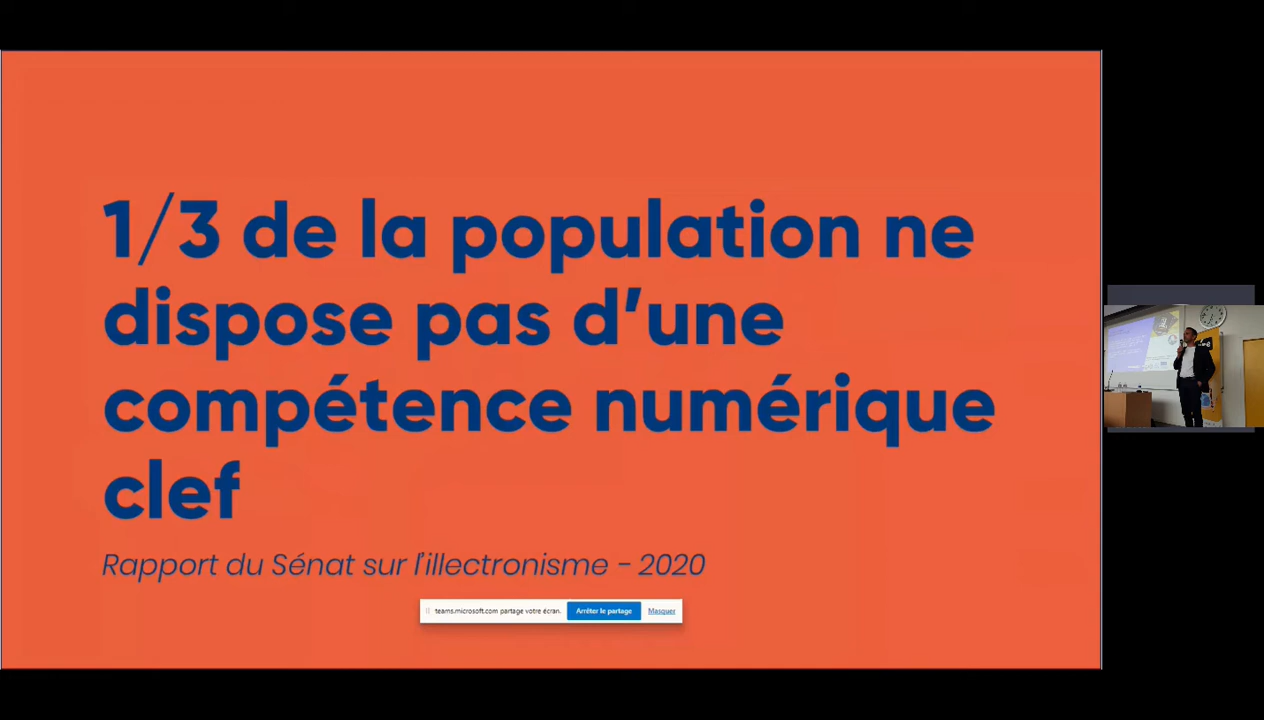 1/3 de la population ne
dispose pas d’une
compétence numérique
clef
Rapport du Sénat sur l'illectronisme - 2020
teams.microsoft.com partage votre écran. Arrêter le partage Masquer